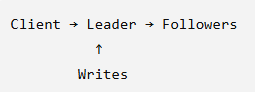 Client → Leader → Followers
↑
Writes